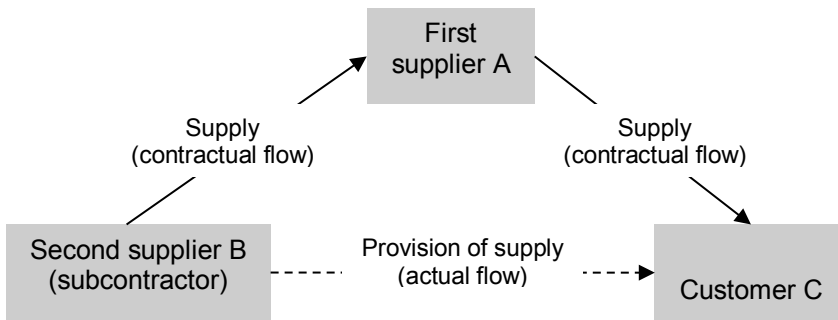 First
supplier A
Supply
(contractual flow)
Supply
(contractual flow)
Second supplier B
(subcontractor)
Provision of supply
(actual flow)
Customer C